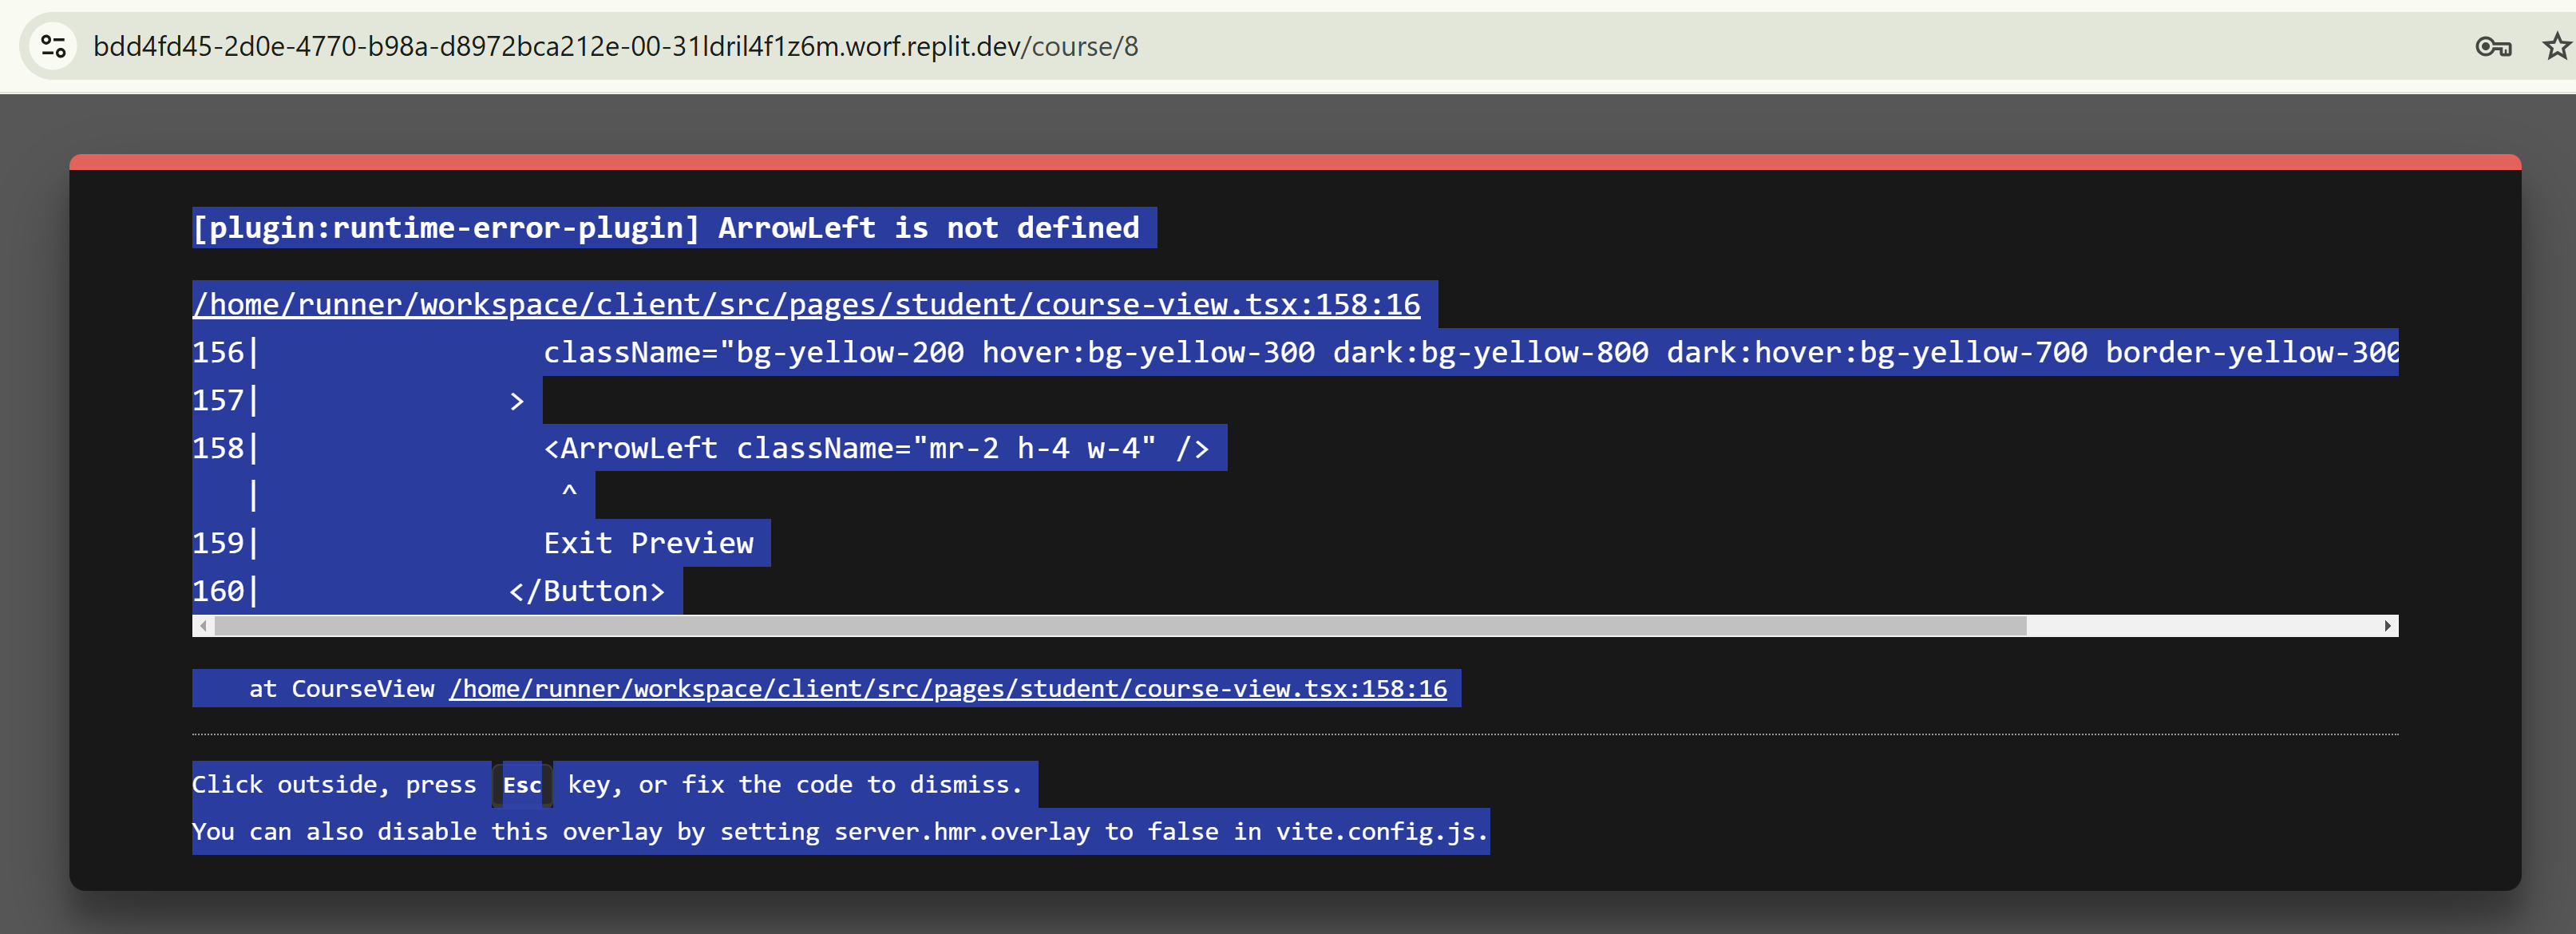 bdd4fd45-2d0e-4770-b98a-d8972bca212e-00-31ldril4f1z6m.worf.replit.dev/course/8
[plugin:runtime-error-plugin] ArrowLeft is not defined
/home/runner/workspace/client/src/pages/student/course-view.tsx:158:16
156|                className="bg-yellow-200 hover:bg-yellow-300 dark:bg-yellow-800 dark:hover:bg-yellow-700 border-yellow-300
157|              >
158|                <ArrowLeft className="mr-2 h-4 w-4" />
   |                 ^
159|                Exit Preview
160|              </Button>
    at CourseView /home/runner/workspace/client/src/pages/student/course-view.tsx:158:16
Click outside, press Esc key, or fix the code to dismiss.
You can also disable this overlay by setting server.hmr.overlay to false in vite.config.js.